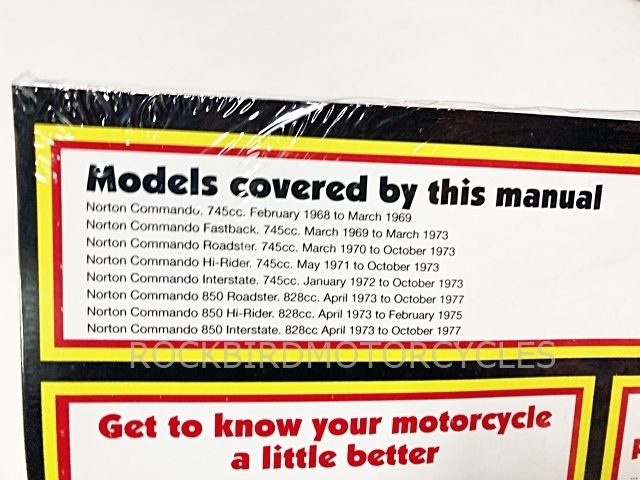 Models covered by this manual
Norton Commando. 745cc. February 1968 to March 1969
Norton Commando Fastback. 745cc. March 1969 to March 1973
Norton Commando Roadster. 745cc. March 1970 to October 1973
Norton Commando Hi-Rider. 745cc. May 1971 to October 1973
Norton Commando Interstate. 745cc. January 1972 to October 1973
Norton Commando 850 Roadster. 828cc. April 1973 to October 1977
Norton Commando 850 Hi-Rider. 828cc. April 1973 to February 1975
Norton Commando 850 Interstate. 828cc April 1973 to October 1977
ROCKBIRDMOTORCYCLES
Get to know your motorcycle
a little better